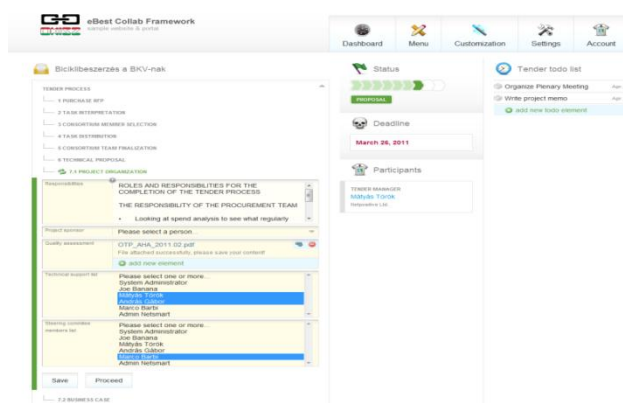 eBest Collab Framework
sample website & portal
Dashboard
Menu
Customization
Settings
Account
Biciklibeszerzés a BKV-nak
TENDER PROCESS
1 PURCHASE RFP
2 TASK INTERPRETATION
3 CONSORTIUM MEMBER SELECTION
4 TASK DISTRIBUTION
5 CONSORTIUM TEAM FINALIZATION
6 TECHNICAL PROPOSAL
7.1 PROJECT ORGANIZATION
Responsibilities
ROLES AND RESPONSIBLITIES FOR THE
COMPLETION OF THE TENDER PROCESS
THE RESPONSIBILITY OF THE PROCUREMENT TEAM
• Looking at spend analysis to see what regularly
Project sponsor
Please select a person...
Quality assessment
OTP_AHA_2011 02.pdf
File attached successfully, please save your content!
add new element
Technical support list
Please select one or more...
System Administrator
Joe Banana
Mátyás Török
András Gábor
Marco Barbi
Admin Netsmart
Steering committee
members list
Please select one or more...
System Administrator
Joe Banana
Mátyás Török
András Gábor
Marco Barbi
Admin Netsmart
Save
Proceed
7.2 BUSINESS CASE
Status
PROPOSAL
Deadline
March 26, 2011
Participants
TENDER MANAGER
Mátyás Török
Netpositive Ltd.
Tender todo list
Organize Plenary Meeting
Write project memo
add new todo element